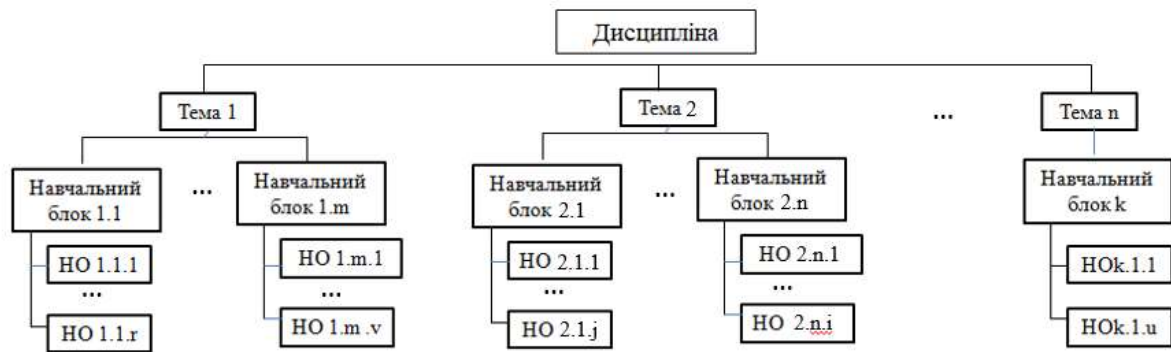 Дисципліна
Тема 1
Тема 2
...
Тема n
Навчальний
блок 1.1
...
Навчальний
блок 1.m
Навчальний
блок 2.1
...
Навчальний
блок 2.n
Навчальний
блок k
НО 1.1.1
...
НО 1.1.r
НО 1.m.1
...
НО 1.m .v
НО 2.1.1
...
НО 2.1.j
НО 2.n.1
...
НО 2.n.i
НОk.1.1
НОk.1.u